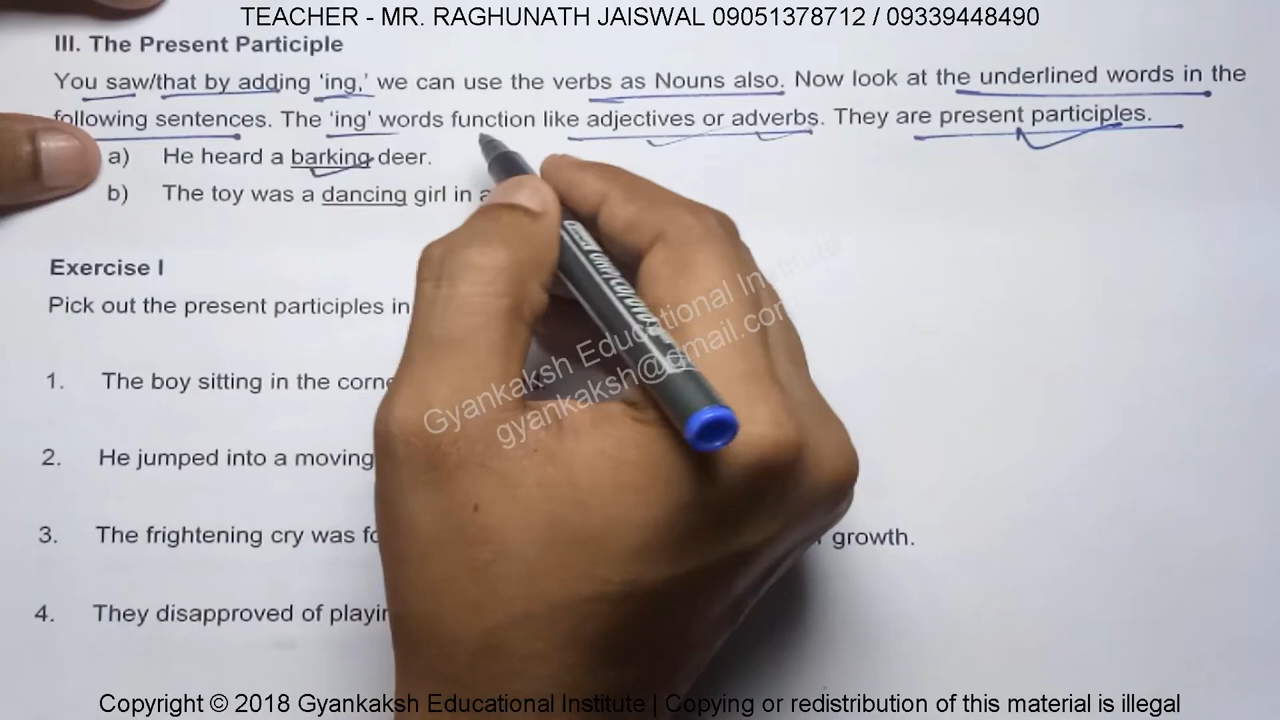 TEACHER - MR. RAGHUNATH JAISWAL 09051378712 / 09339448490
III. The Present Participle
You saw/that by adding 'ing,' we can use the verbs as Nouns also. Now look at the underlined words in the
following sentences. The 'ing' words function like adjectives or adverbs. They are present participles.
a) He heard a barking deer.
b) The toy was a dancing girl in
Exercise I
Pick out the present participles in
1. The boy sitting in the
2. He jumped into a moving
3. The frightening cry was growth.
4. They disapproved of
Gyankaksh Educational Institute
gyankaksh@gmail.com
UNI EYE
Copyright © 2018 Gyankaksh Educational Institute | Copying or redistribution of this material is illegal